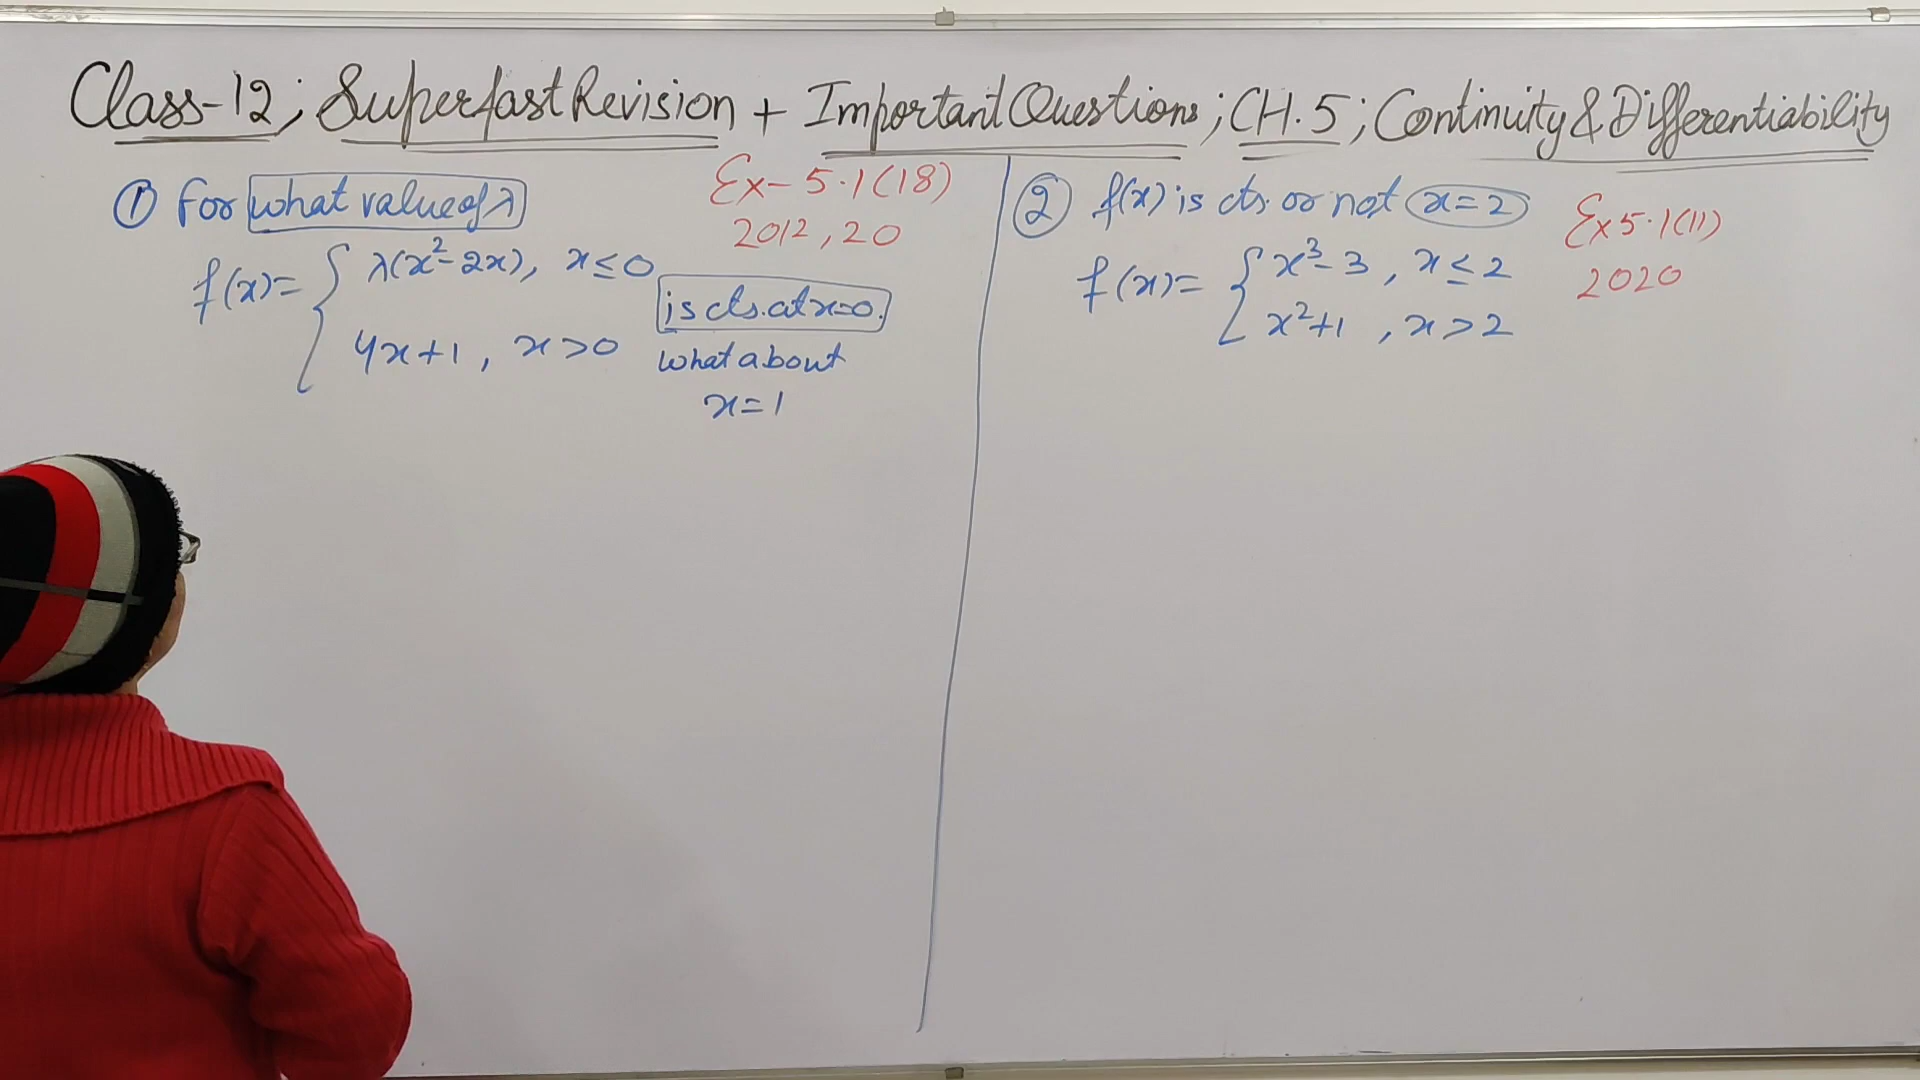 Class-12; Superfast Revision + Important Questions; CH.5; Continuity & Differentiability
① For what value of λ
Ex-5.1(18)
2012, 20
f(x)= { λ(x²-2x), x≤0
4x+1, x>0
is cts. at x=0.
what about
x=1
② f(x) is cts. or not x=2
Ex 5.1(11)
2020
f(x)= { x³-3, x≤2
x²+1, x>2